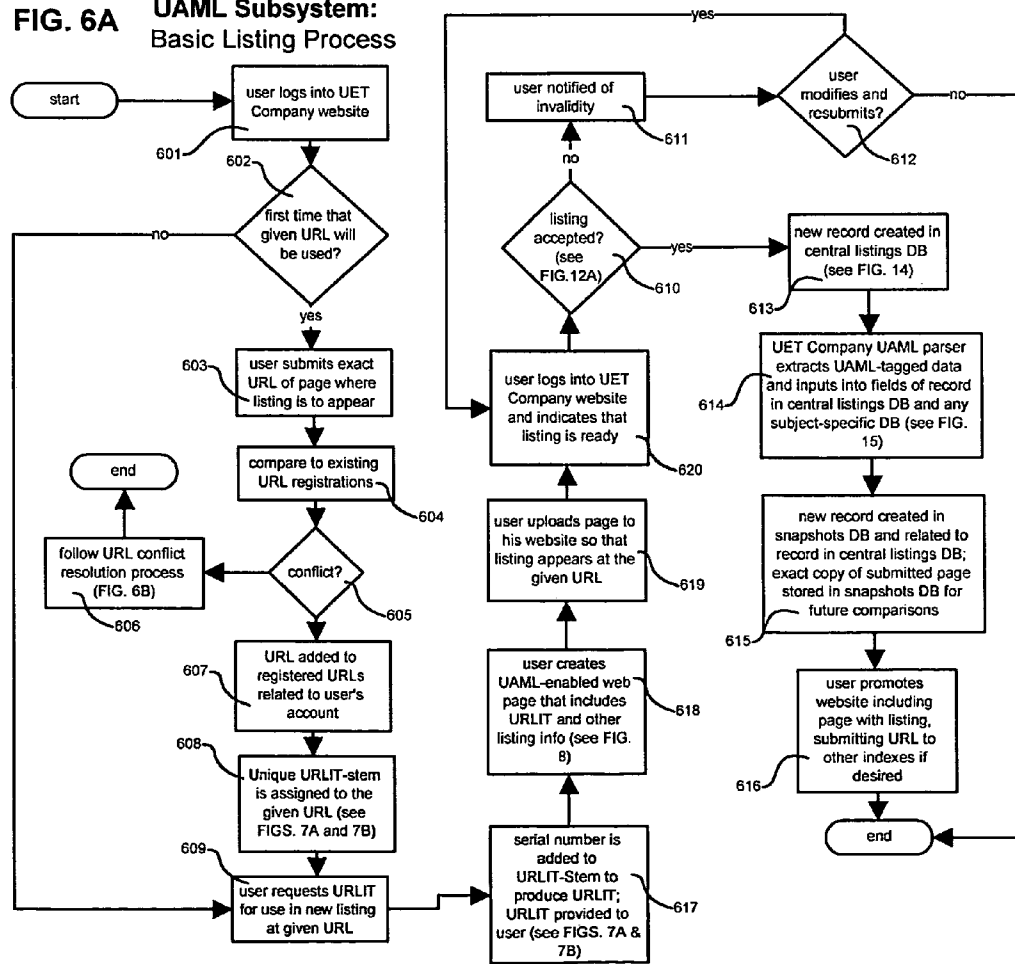 FIG. 6A
UAML Subsystem:
Basic Listing Process
start
user logs into UET
Company website
601
602
first time that
given URL will
be used?
no
yes
603
user submits exact
URL of page where
listing is to appear
compare to existing
URL registrations
604
conflict?
605
end
follow URL conflict
resolution process
(FIG. 6B)
606
607
URL added to
registered URLs
related to user's
account
608
Unique URLIT-stem
is assigned to the
given URL (see
FIGS. 7A and 7B)
609
user requests URLIT
for use in new listing
at given URL
yes
user notified of
invalidity
611
user
modifies and
resubmits?
612
no
no
listing
accepted?
(see
FIG.12A)
610
yes
user logs into UET
Company website
and indicates that
listing is ready
620
user uploads page to
his website so that
listing appears at the
given URL
619
user creates
UAML-enabled web
page that includes
URLIT and other
listing info (see FIG.
8)
618
serial number is
added to
URLIT-Stem to
produce URLIT;
URLIT provided to
user (see FIGS. 7A &
7B)
617
new record created in
central listings DB
(see FIG. 14)
613
UET Company UAML parser
extracts UAML-tagged data
and inputs into fields of record
in central listings DB and any
subject-specific DB (see FIG.
15)
614
new record created in
snapshots DB and related to
record in central listings DB;
exact copy of submitted page
stored in snapshots DB for
future comparisons
615
user promotes
website including
page with listing,
submitting URL to
other indexes if
desired
616
end